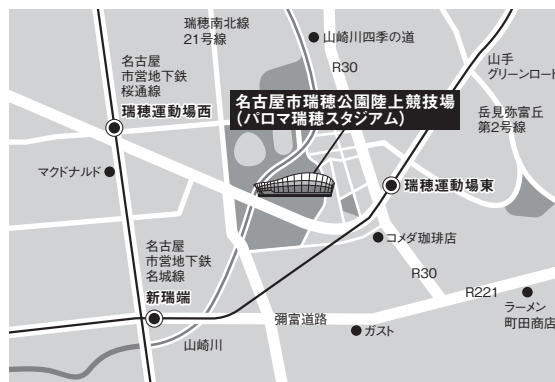 瑞穂南北線
21号線
山崎川四季の道
R30
山手
グリーンロード
名古屋
市営地下鉄
桜通線
瑞穂運動場西
名古屋市瑞穂公園陸上競技場
（パロマ瑞穂スタジアム）
岳見弥富丘
第2号線
マクドナルド
瑞穂運動場東
コメダ珈琲店
名古屋
市営地下鉄
名城線
新瑞端
R30
R221
彌富道路
ラーメン
町田商店
ガスト
山崎川